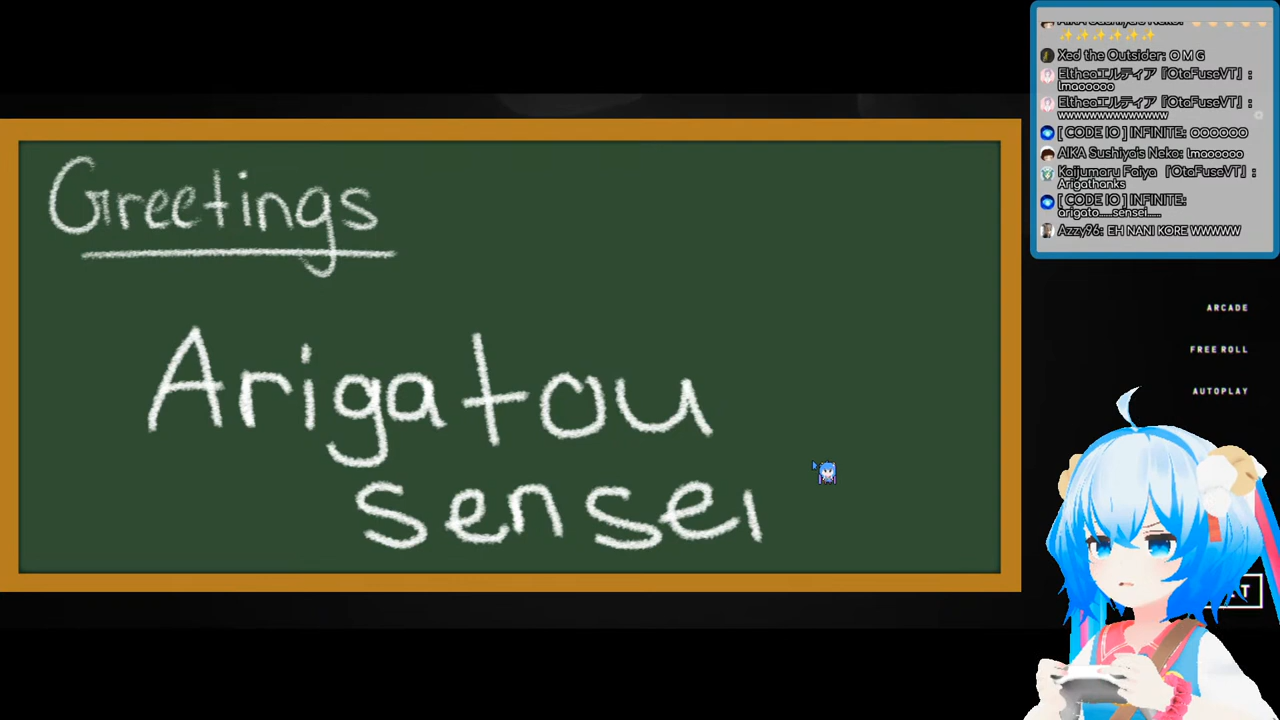 Greetings
Arigatou
sensei
✨✨✨✨✨✨
Xed the Outsider: O M G
Eltheaエルティア『OtaFuseVT』:
lmaooooo
Eltheaエルティア『OtaFuseVT』:
wwwwwwwwwwwww
[ CODE IO ] INFINITE: OOOOOO
AIKA Sushiya's Neko: lmaooooo
Kaijumaru Faiya 『OtaFuseVT』:
Arigathanks
[ CODE IO ] INFINITE:
arigato.....sensei.....
Azzy96: EH NANI KORE WWWWW
ARCADE
FREE ROLL
AUTOPLAY